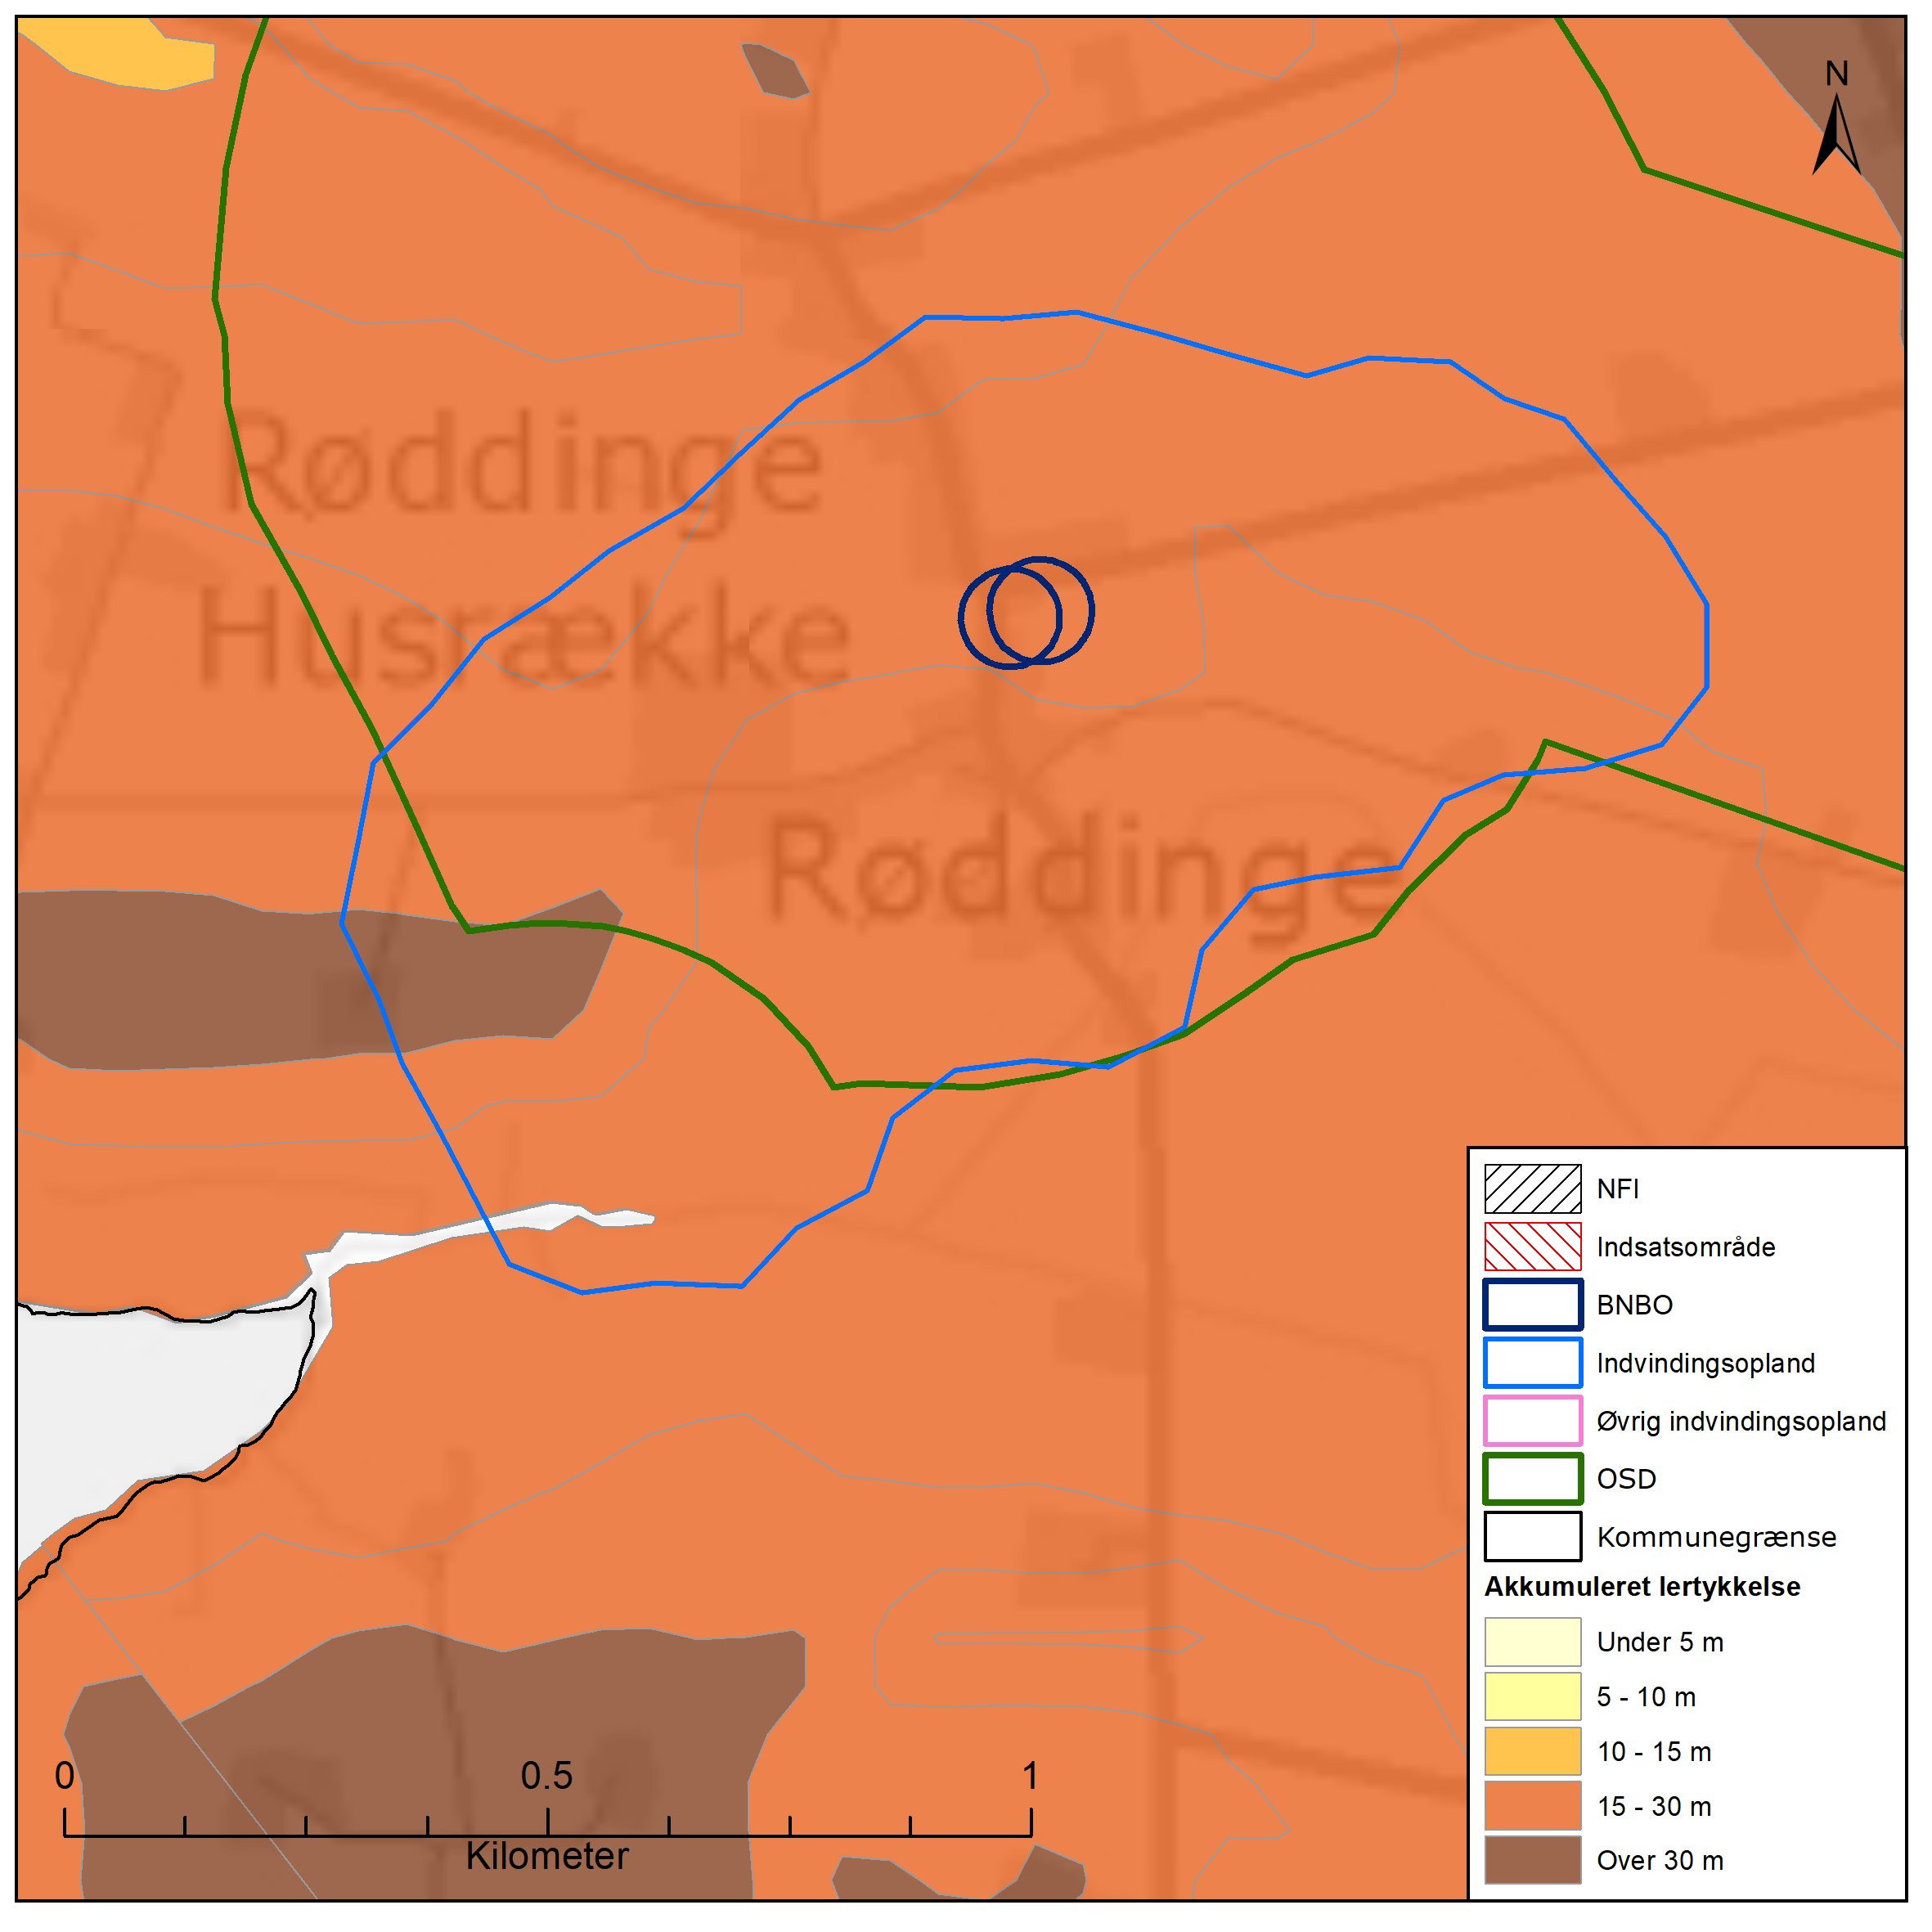 N
Røddinge
Husrække
Røddinge
NFI
Indsatsområde
BNBO
Indvindingsopland
Øvrig indvindingsopland
OSD
Kommunegrænse
Akkumuleret lertykkelse
Under 5 m
5 - 10 m
10 - 15 m
15 - 30 m
Over 30 m
0 0.5 1
Kilometer